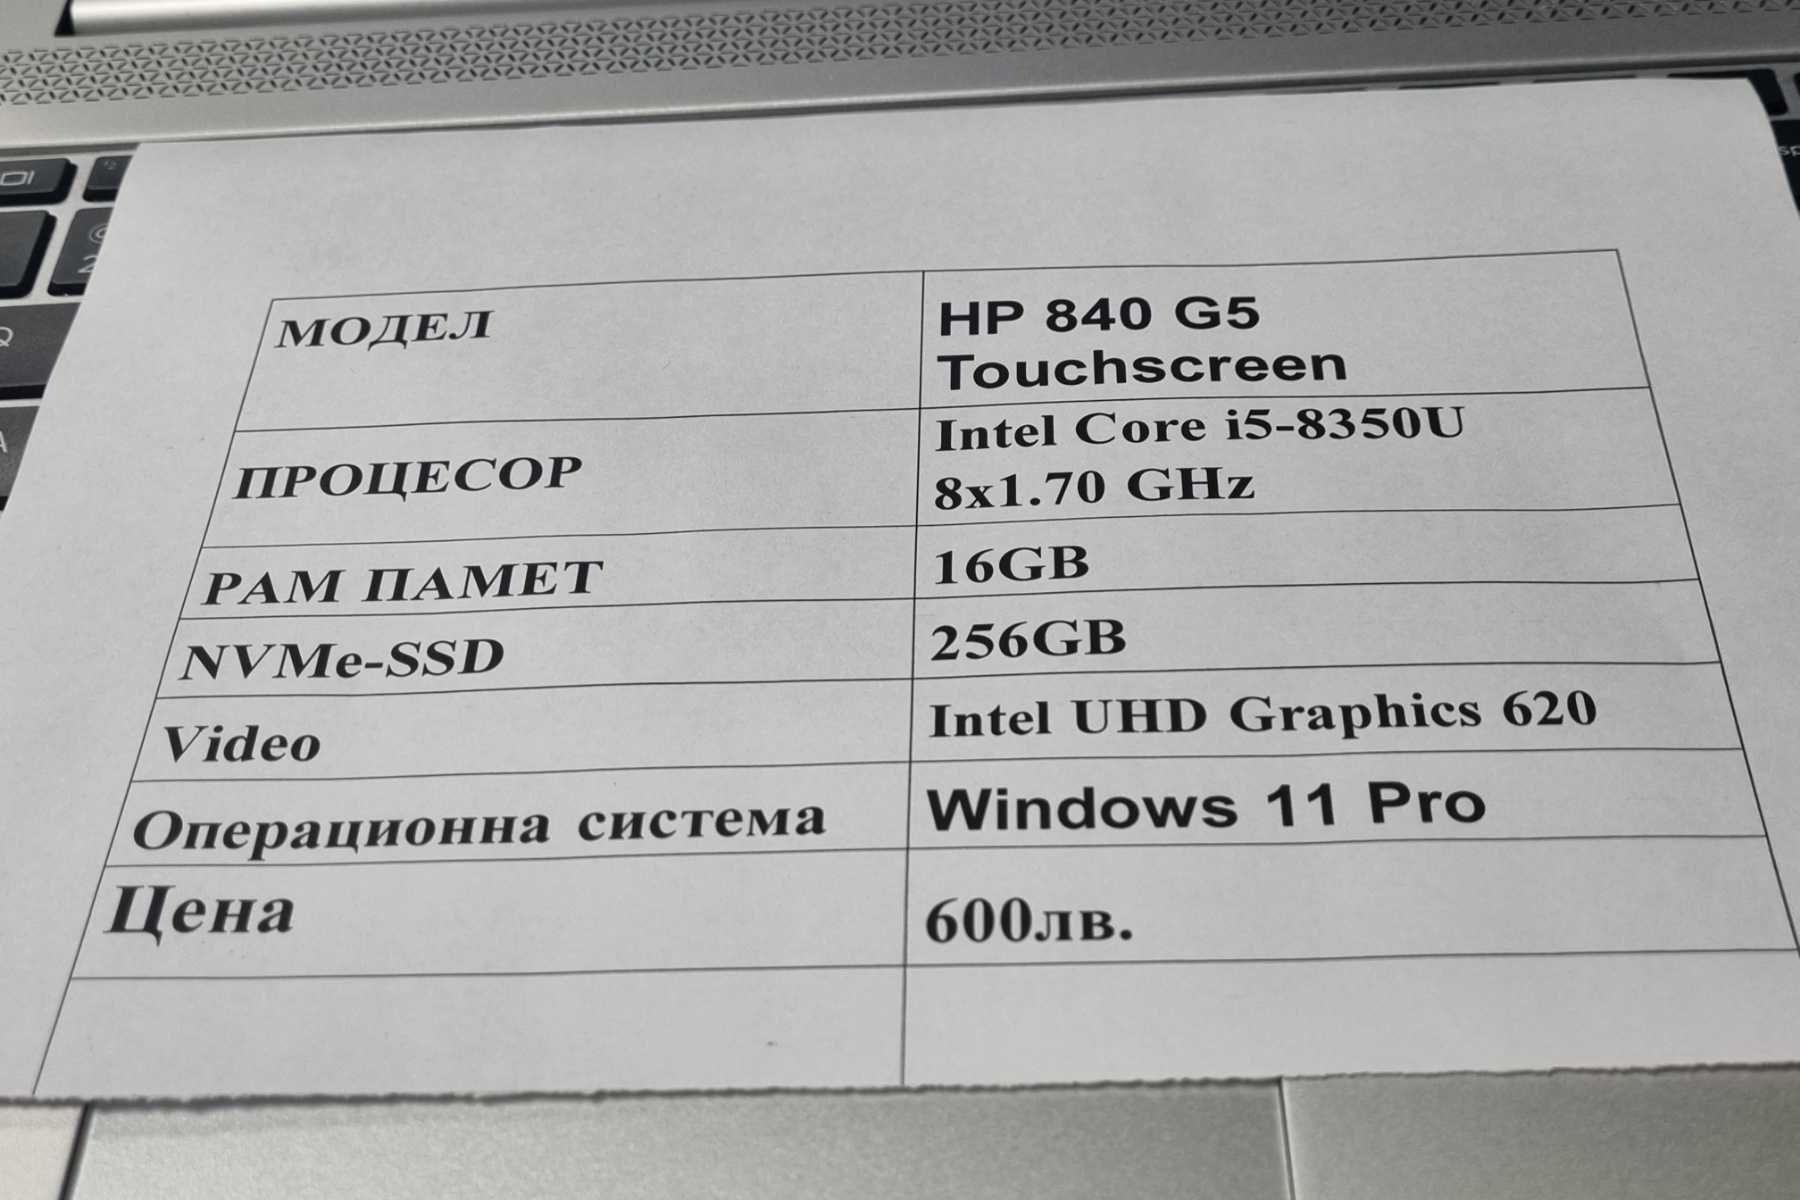 МОДЕЛ
HP 840 G5
Touchscreen
ПРОЦЕСОР
Intel Core i5-8350U
8x1.70 GHz
РАМ ПАМЕТ
16GB
NVMe-SSD
256GB
Video
Intel UHD Graphics 620
Операционна система
Windows 11 Pro
Цена
600лв.